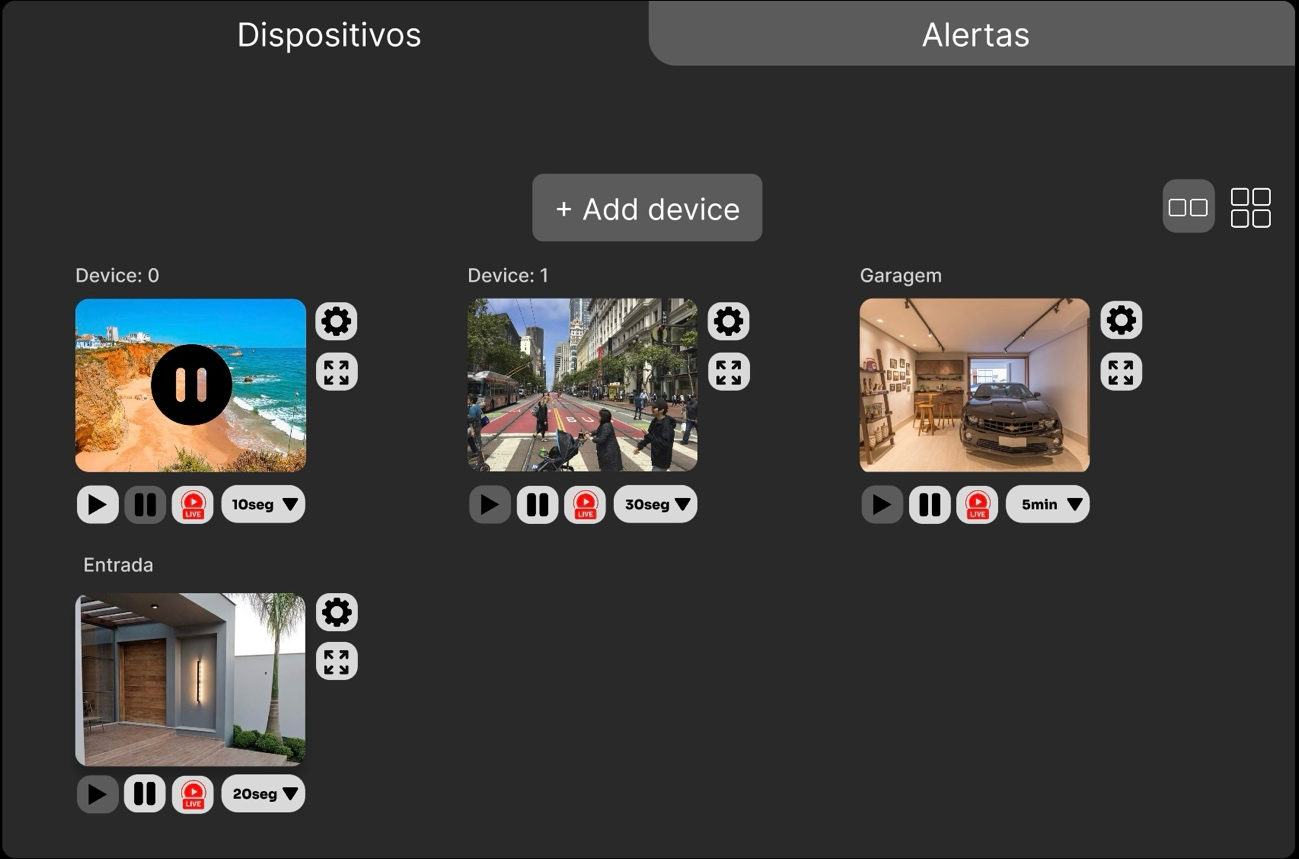 Dispositivos
Alertas
+ Add device
Device: 0
Device: 1
Garagem
LIVE
10seg
LIVE
30seg
LIVE
5min
Entrada
LIVE
20seg